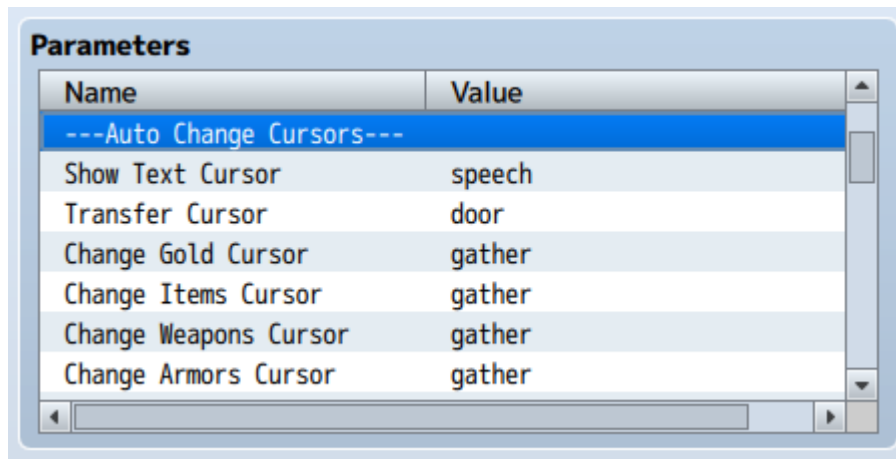 Parameters
Name Value
---Auto Change Cursors---
Show Text Cursor speech
Transfer Cursor door
Change Gold Cursor gather
Change Items Cursor gather
Change Weapons Cursor gather
Change Armors Cursor gather